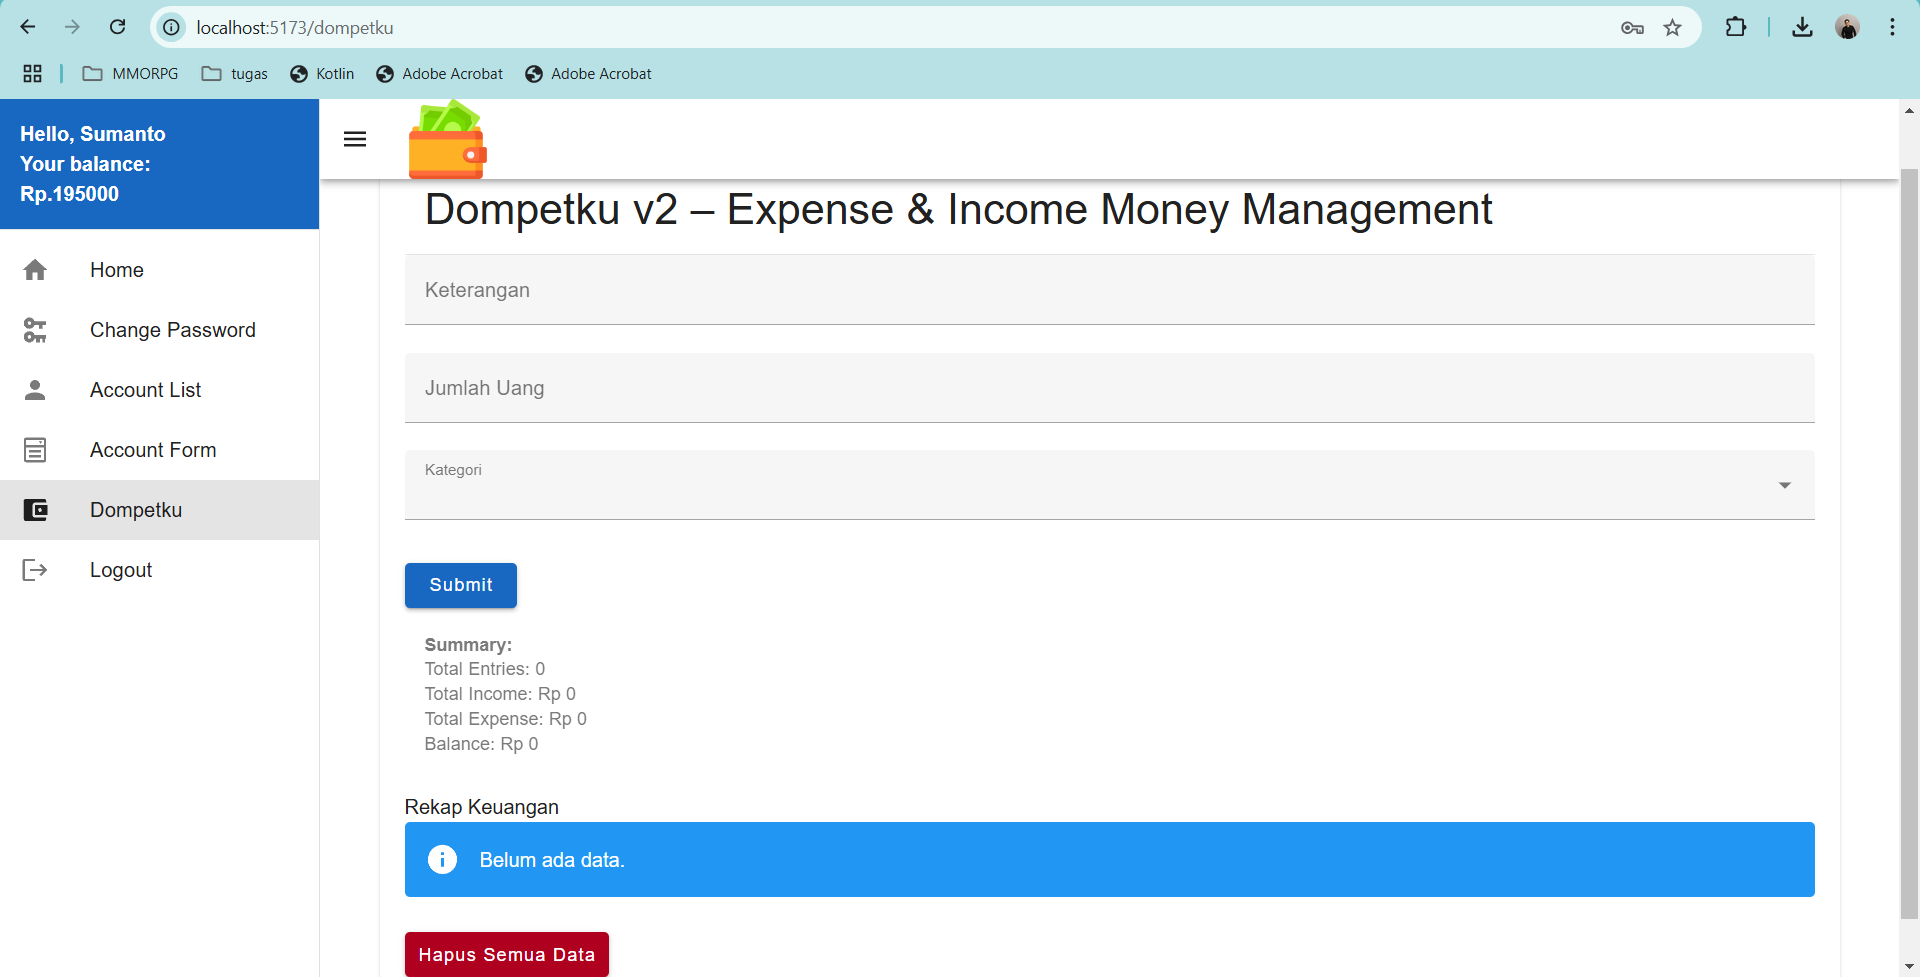 localhost:5173/dompetku
MMORPG
tugas
Kotlin
Adobe Acrobat
Adobe Acrobat
Hello, Sumanto
Your balance:
Rp.195000
Home
Change Password
Account List
Account Form
Dompetku
Logout
Dompetku v2 – Expense & Income Money Management
Keterangan
Jumlah Uang
Kategori
Submit
Summary:
Total Entries: 0
Total Income: Rp 0
Total Expense: Rp 0
Balance: Rp 0
Rekap Keuangan
Belum ada data.
Hapus Semua Data